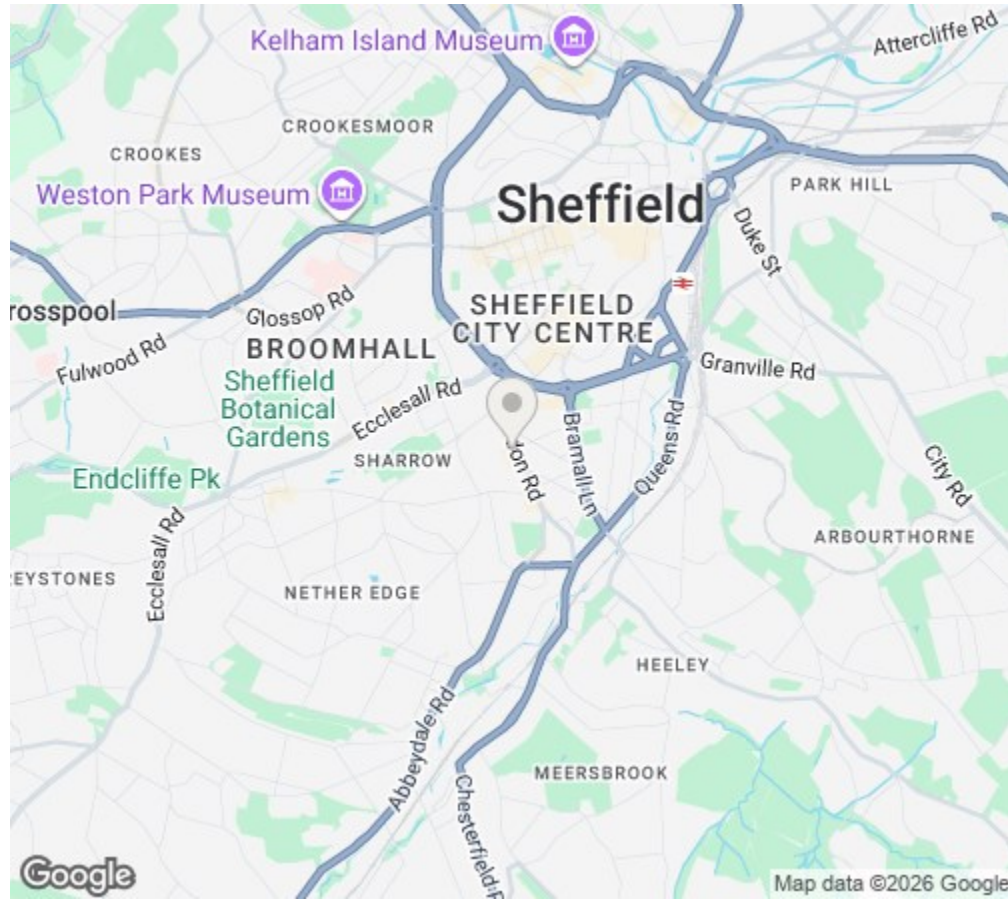 Kelham Island Museum
Attercliffe Rd
CROOKESMOOR
CROOKES
Weston Park Museum
Sheffield
PARK HILL
Duke St
rosspool
Glossop Rd
SHEFFIELD
CITY CENTRE
Fulwood Rd
BROOMHALL
Granville Rd
Sheffield
Botanical
Gardens
Ecclesall Rd
Bramall Ln
Queens Rd
SHARROW
don Rd
City Rd
Endcliffe Pk
Ecclesall Rd
ARBOURTHORNE
EYSTONES
NETHER EDGE
HEELEY
Abbeydale Rd
MEERSBROOK
Chesterfield R
Google
Map data ©2026 Google